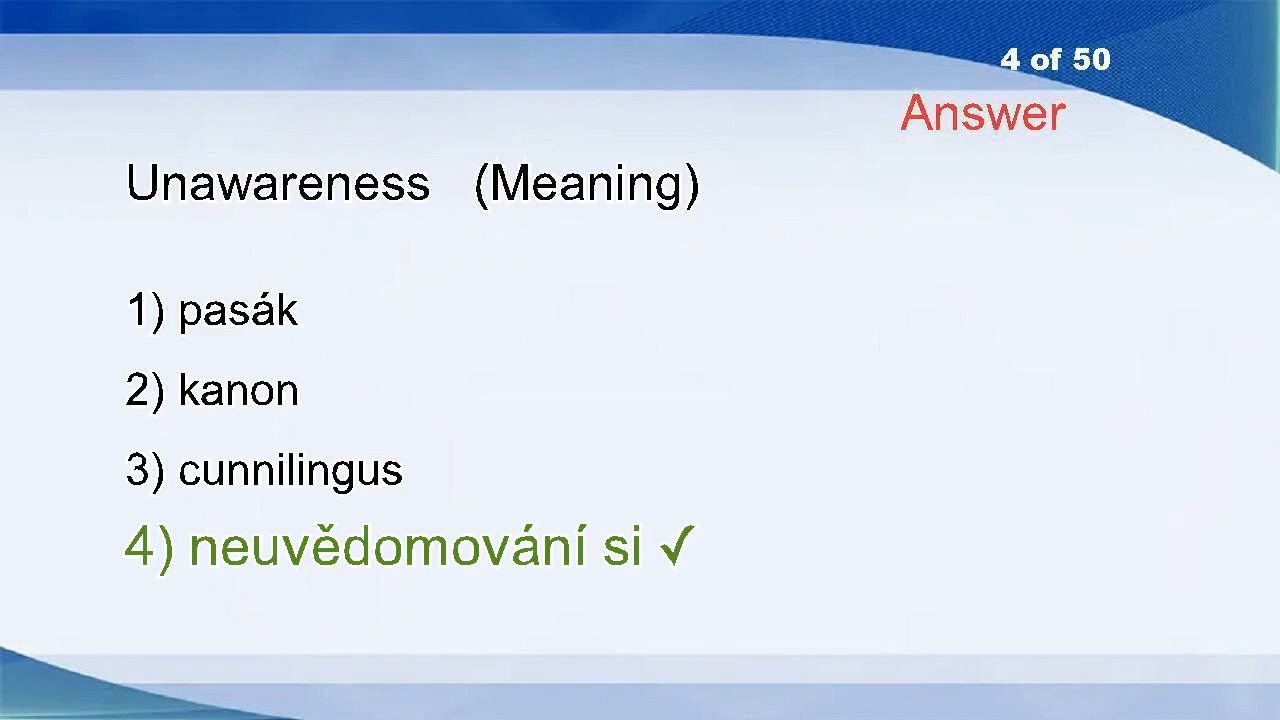 4 of 50
Answer
Unawareness (Meaning)
1) pasák
2) kanon
3) cunnilingus
4) neuvědomování si ✓